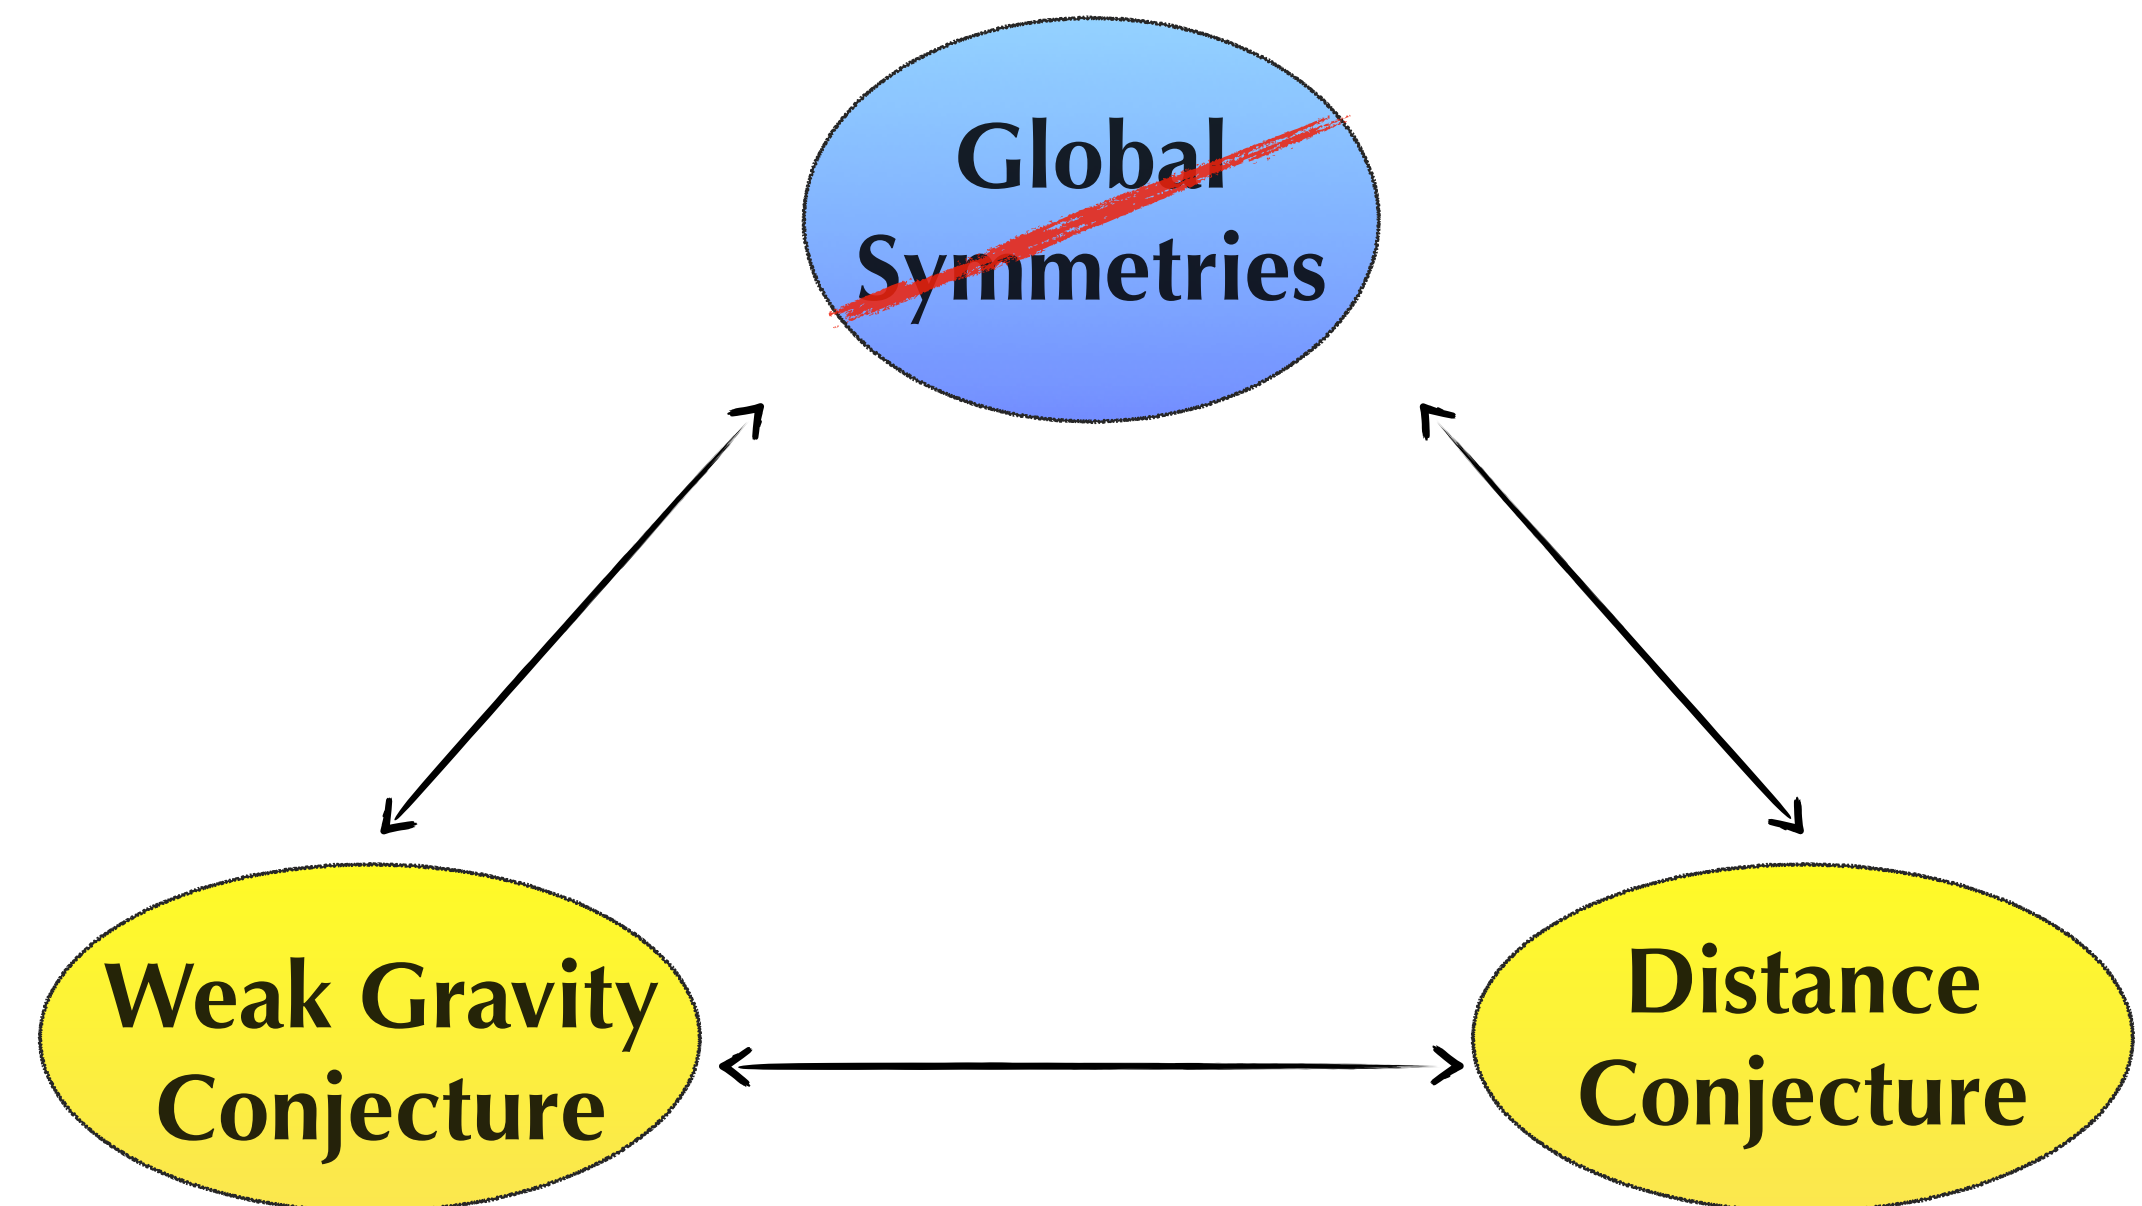 Global
Symmetries
Weak Gravity
Conjecture
Distance
Conjecture